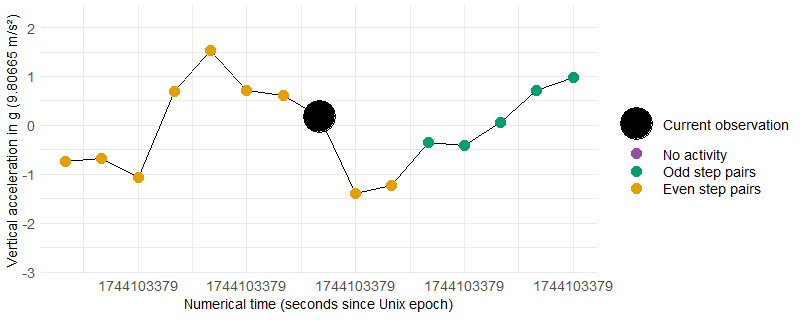 Vertical acceleration in g (9.80665 m/s²)
2
1
0
-1
-2
-3
1744103379 1744103379 1744103379 1744103379 1744103379
Numerical time (seconds since Unix epoch)
Current observation
No activity
Odd step pairs
Even step pairs